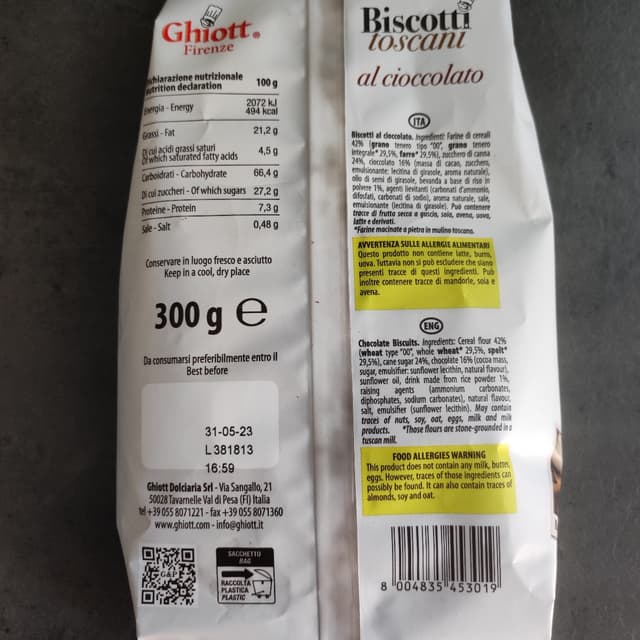 Ghiott®
Firenze
Dichiarazione nutrizionale 100 g
Nutrition declaration
Energia - Energy 2072 kJ
494 kcal
Grassi - Fat 21,2 g
Di cui acidi grassi saturi 4,5 g
Of which saturated fatty acids
Carboidrati - Carbohydrate 66,4 g
Di cui zuccheri - Of which sugars 27,2 g
Proteine - Protein 7,3 g
Sale - Salt 0,48 g
Conservare in luogo fresco e asciutto
Keep in a cool, dry place
300 g e
Da consumarsi preferibilmente entro il
Best before
31-05-23
L381813
16:59
Ghiott Dolciaria Srl - Via Sangallo, 21
50028 Tavarnelle Val di Pesa (FI) Italia
tel +39 055 8071221 - fax +39 055 8071360
www.ghiott.com - info@ghiott.it
G&F
SACCHETTO
BAG
RACCOLTA
PLASTICA
PLASTIC
Biscotti
toscani
al cioccolato
ITA
Biscotti al cioccolato. Ingredienti: Farine di cereali
42% (grano tenero tipo "00", grano tenero
integrale* 29,5%, farro* 29,5%), zucchero di canna
24%, cioccolato 16% (massa di cacao, zucchero,
emulsionante: lecitina di girasole, aroma naturale),
olio di semi di girasole, bevanda a base di riso in
polvere 1%, agenti lievitanti (carbonati d'ammonio,
difosfati, carbonati di sodio), aroma naturale, sale,
emulsionante (lecitina di girasole). Può contenere
tracce di frutta secca a guscio, soia, avena, uova,
latte e derivati.
*Farine macinate a pietra in mulino toscano.
AVVERTENZA SULLE ALLERGIE ALIMENTARI
Questo prodotto non contiene latte, burro,
uova. Tuttavia non si può escludere che siano
presenti tracce di questi ingredienti. Può
inoltre contenere tracce di mandorle, soia e
avena.
ENG
Chocolate Biscuits. Ingredients: Cereal flour 42%
(wheat type "00", whole wheat* 29,5%, spelt*
29,5%), cane sugar 24%, chocolate 16% (cocoa mass,
sugar, emulsifier: sunflower lecithin, natural flavour),
sunflower oil, drink made from rice powder 1%,
raising agents (ammonium carbonates,
diphosphates, sodium carbonates), natural flavour,
salt, emulsifier (sunflower lecithin). May contain
traces of nuts, soy, oat, eggs, milk and milk
products. *Those flours are stone-grounded in a
tuscan mill.
FOOD ALLERGIES WARNING
This product does not contain any milk, butter,
eggs. However, traces of those ingredients can
possibly be found. It can also contain traces of
almonds, soy and oat.
8 004835 453019